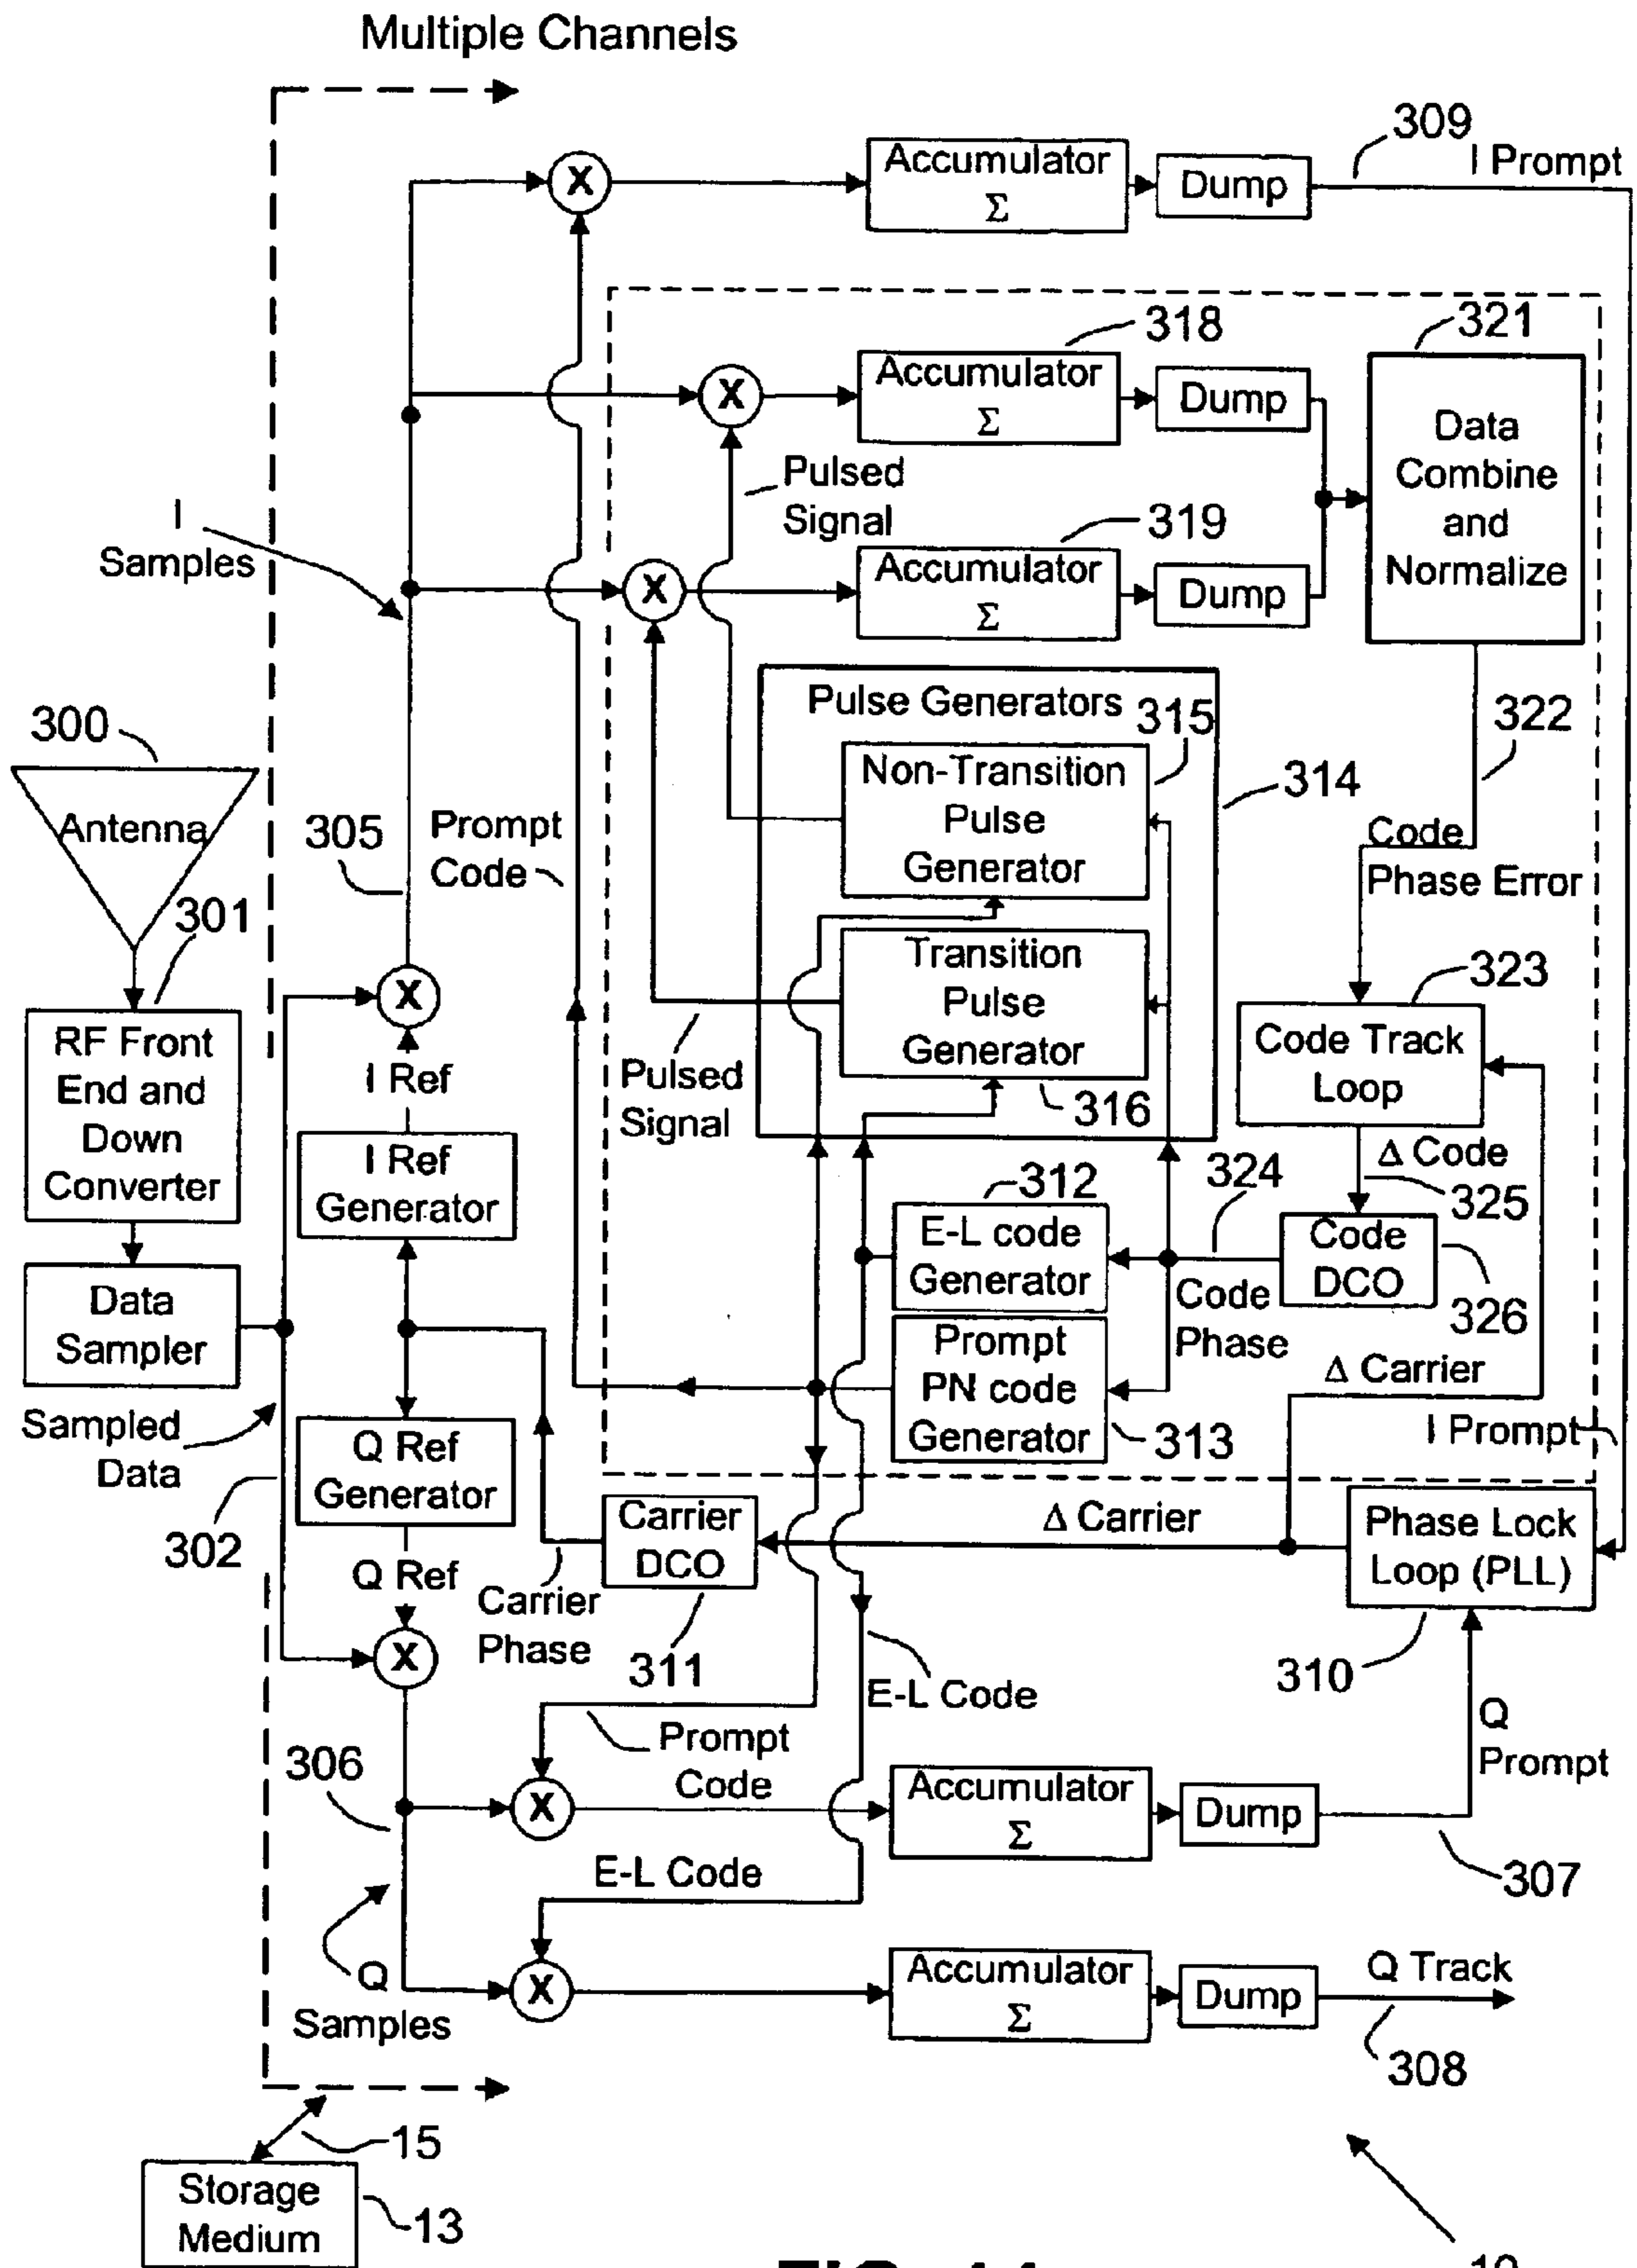 Multiple Channels
309
I Prompt
X
Accumulator
Σ
Dump
318
321
X
Accumulator
Σ
Dump
Data
Combine
and
Normalize
Pulsed
Signal
I
Samples
319
X
Accumulator
Σ
Dump
Pulse Generators
315
322
300
Antenna
305
Prompt
Code
Non-Transition
Pulse
Generator
314
Code
Phase Error
301
Transition
Pulse
Generator
323
X
RF Front
End and
Down
Converter
I Ref
Pulsed
Signal
316
Code Track
Loop
I Ref
Generator
312
324
Δ Code
325
E-L code
Generator
Code
DCO
326
Code
Phase
Data
Sampler
Prompt
PN code
Generator
313
Δ Carrier
Sampled
Data
Q Ref
Generator
I Prompt
302
Carrier
DCO
Δ Carrier
Phase Lock
Loop (PLL)
Q Ref
Carrier
Phase
X
311
310
E-L Code
Q
Prompt
306
Prompt
Code
X
Accumulator
Σ
Dump
307
E-L Code
Q
Samples
X
Accumulator
Σ
Dump
Q Track
308
15
Storage
Medium
13